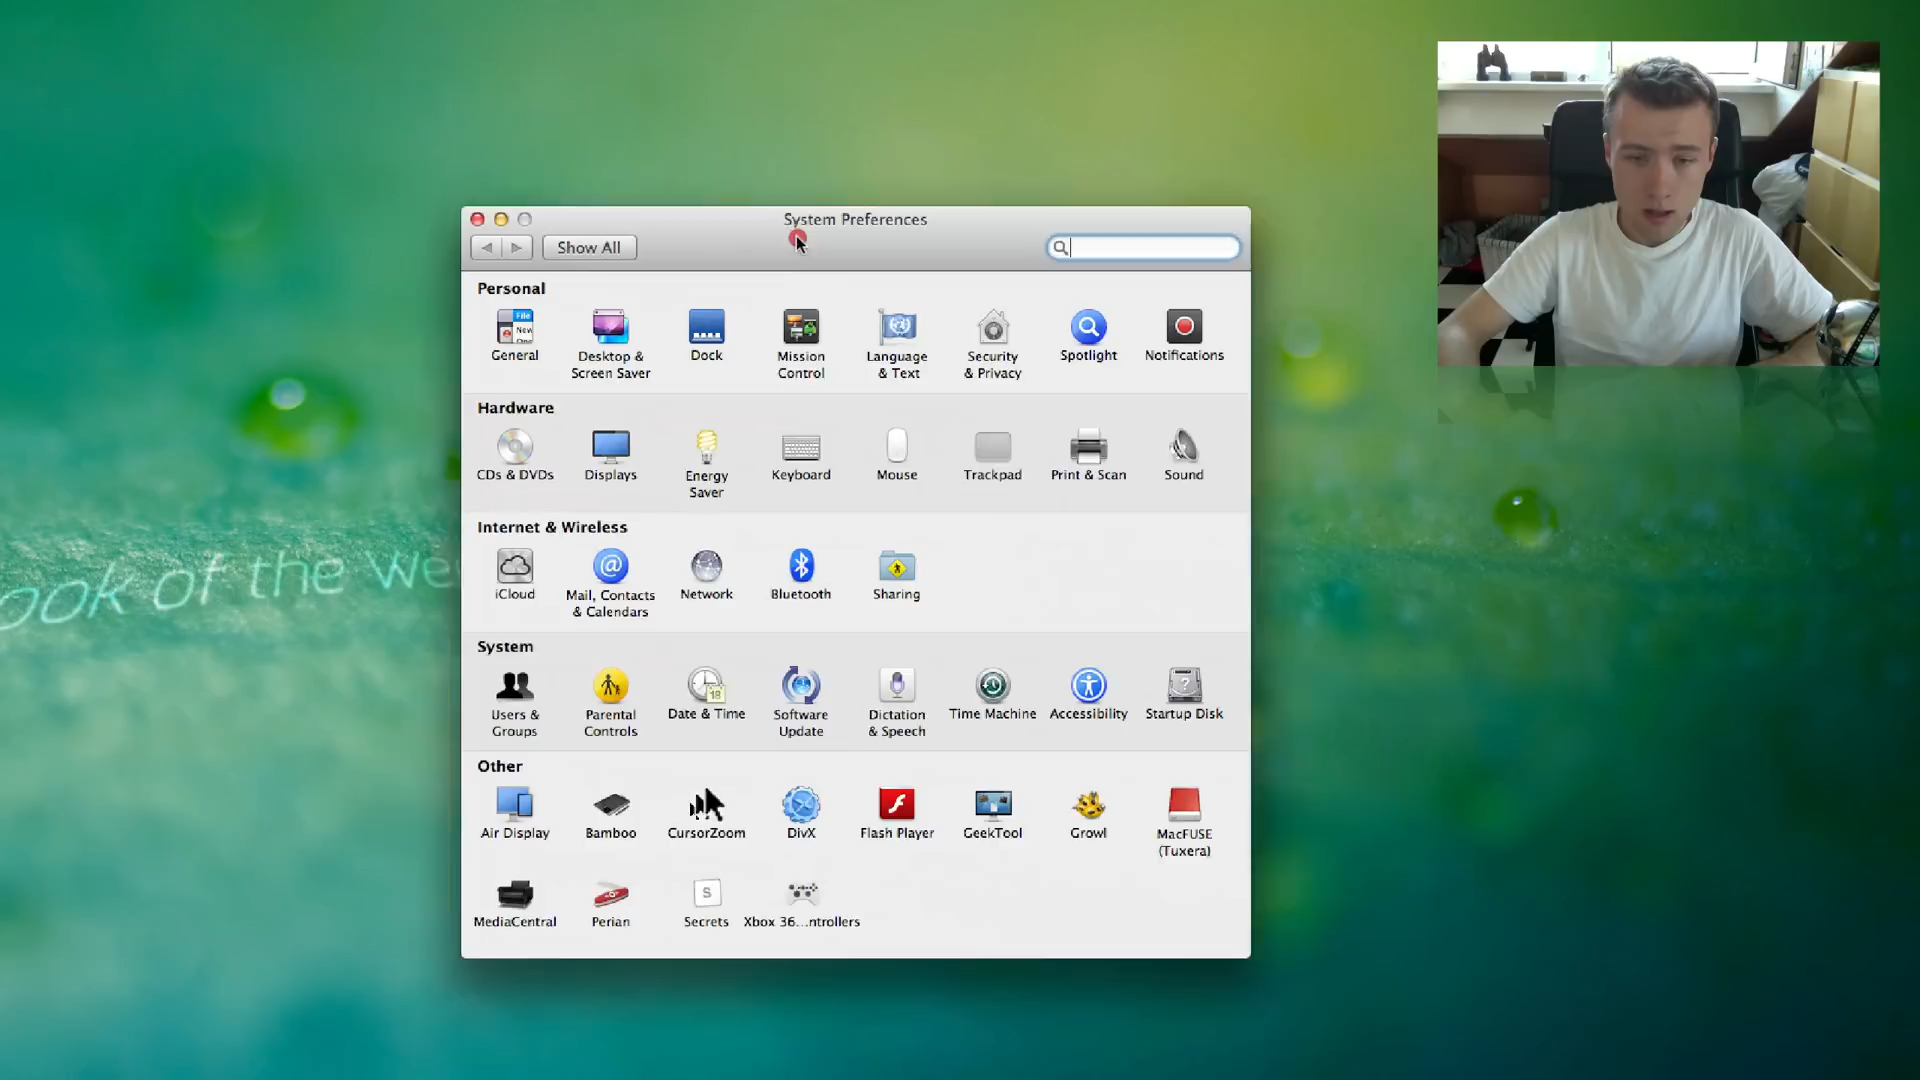 System Preferences
Show All
Personal
File
New
General
Desktop &
Screen Saver
Dock
Mission
Control
Language
& Text
Security
& Privacy
Spotlight
Notifications
Hardware
CDs & DVDs
Displays
Energy
Saver
Keyboard
Mouse
Trackpad
Print & Scan
Sound
ook of the We
Internet & Wireless
iCloud
Mail, Contacts
& Calendars
Network
Bluetooth
Sharing
System
18
Users &
Groups
Parental
Controls
Date & Time
Software
Update
Dictation
& Speech
Time Machine
Accessibility
Startup Disk
Other
Air Display
Bamboo
CursorZoom
DivX
Flash Player
GeekTool
Growl
MacFUSE
(Tuxera)
S
MediaCentral
Perian
Secrets
Xbox 36...ntrollers